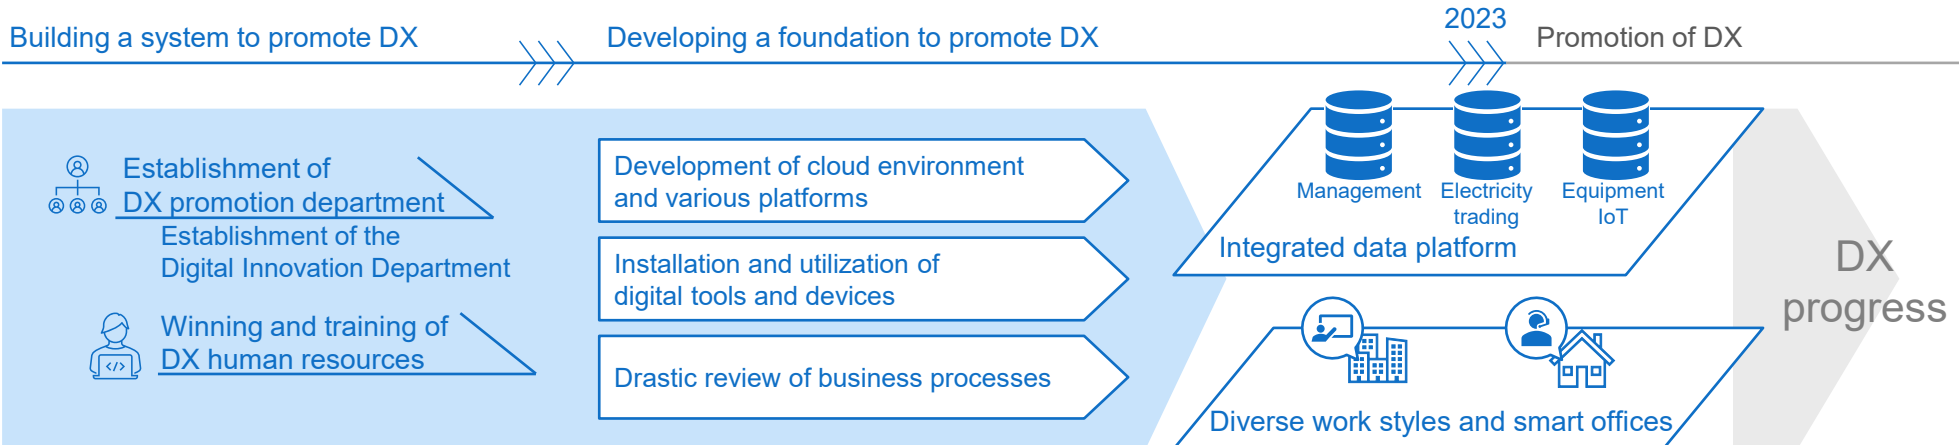 Building a system to promote DX
Developing a foundation to promote DX
2023
Promotion of DX
Establishment of
DX promotion department
Establishment of the
Digital Innovation Department
Winning and training of
DX human resources
Development of cloud environment
and various platforms
Installation and utilization of
digital tools and devices
Drastic review of business processes
Management
Electricity
trading
Equipment
IoT
Integrated data platform
</>
Diverse work styles and smart offices
DX
progress